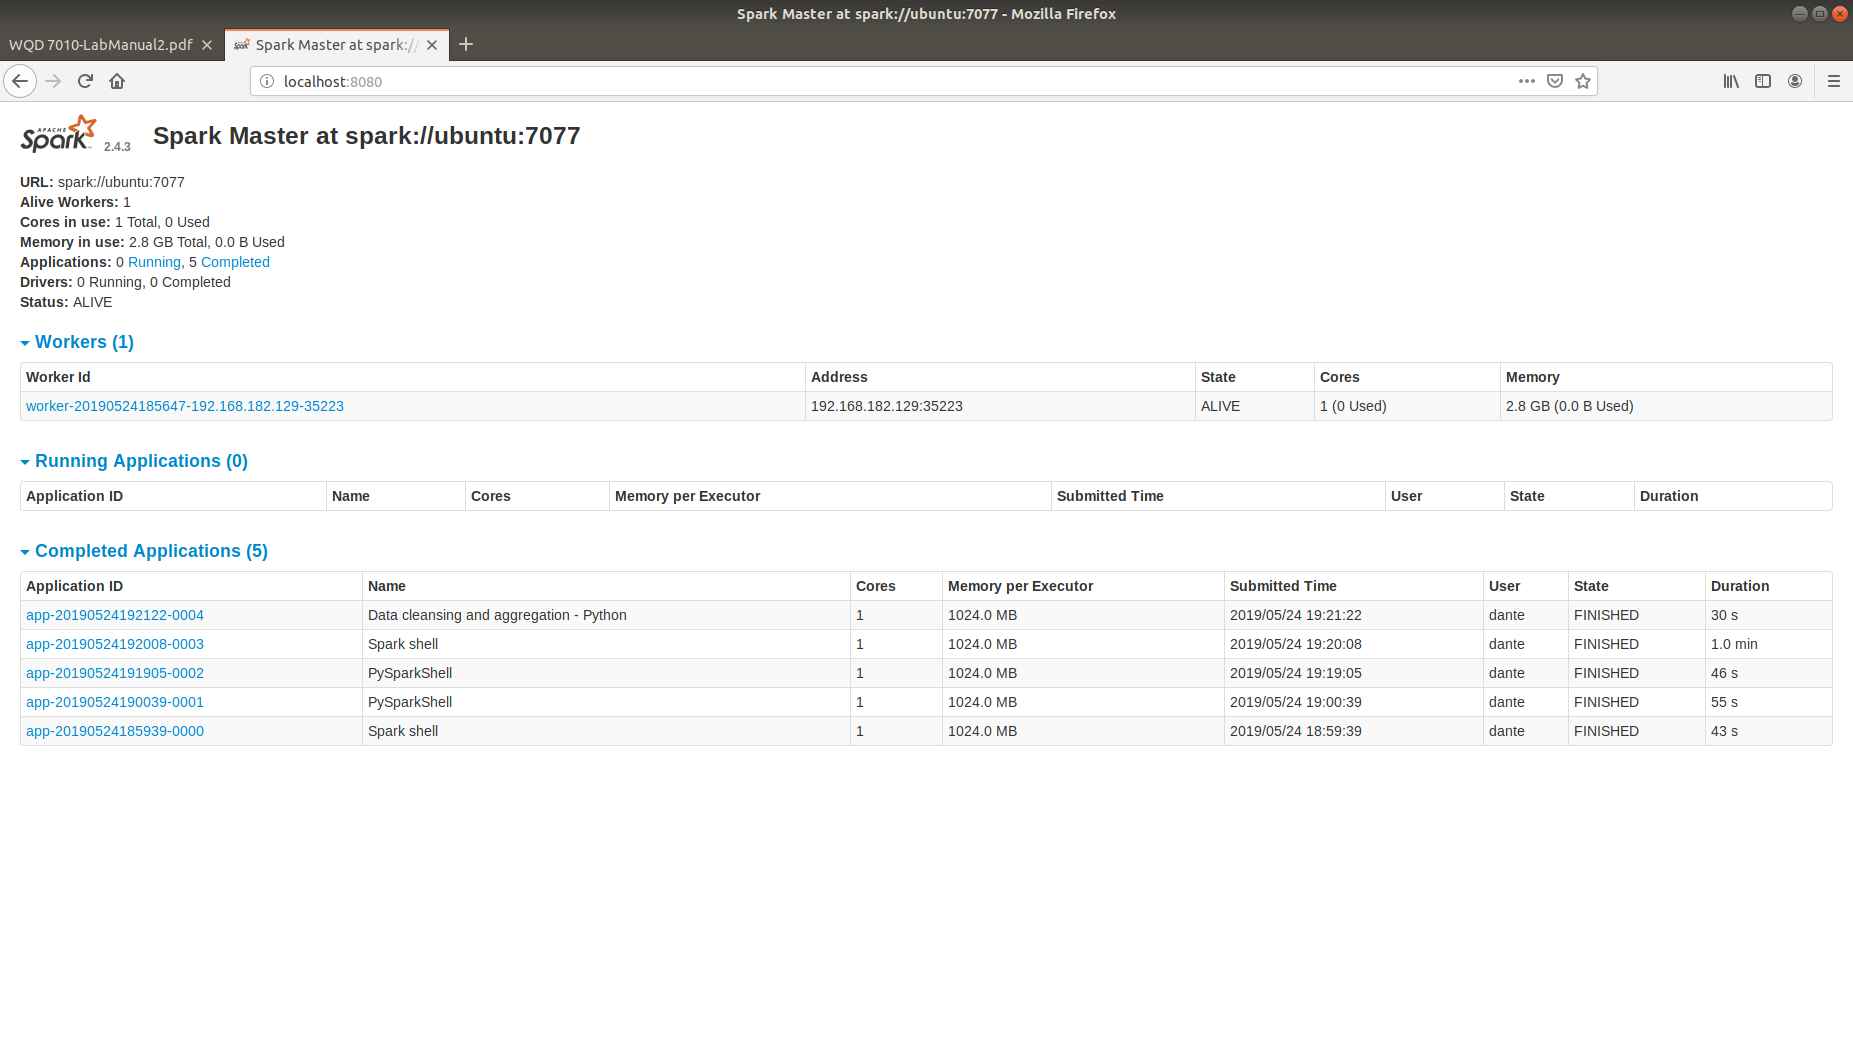 Spark Master at spark://ubuntu:7077 - Mozilla Firefox
WQD 7010-LabManual2.pdf Spark Master at spark://
localhost:8080
APACHE Spark 2.4.3 Spark Master at spark://ubuntu:7077
URL: spark://ubuntu:7077
Alive Workers: 1
Cores in use: 1 Total, 0 Used
Memory in use: 2.8 GB Total, 0.0 B Used
Applications: 0 Running, 5 Completed
Drivers: 0 Running, 0 Completed
Status: ALIVE
Workers (1)
Worker Id Address State Cores Memory
worker-20190524185647-192.168.182.129-35223 192.168.182.129:35223 ALIVE 1 (0 Used) 2.8 GB (0.0 B Used)
Running Applications (0)
Application ID Name Cores Memory per Executor Submitted Time User State Duration
Completed Applications (5)
Application ID Name Cores Memory per Executor Submitted Time User State Duration
app-20190524192122-0004 Data cleansing and aggregation - Python 1 1024.0 MB 2019/05/24 19:21:22 dante FINISHED 30 s
app-20190524192008-0003 Spark shell 1 1024.0 MB 2019/05/24 19:20:08 dante FINISHED 1.0 min
app-20190524191905-0002 PySparkShell 1 1024.0 MB 2019/05/24 19:19:05 dante FINISHED 46 s
app-20190524190039-0001 PySparkShell 1 1024.0 MB 2019/05/24 19:00:39 dante FINISHED 55 s
app-20190524185939-0000 Spark shell 1 1024.0 MB 2019/05/24 18:59:39 dante FINISHED 43 s